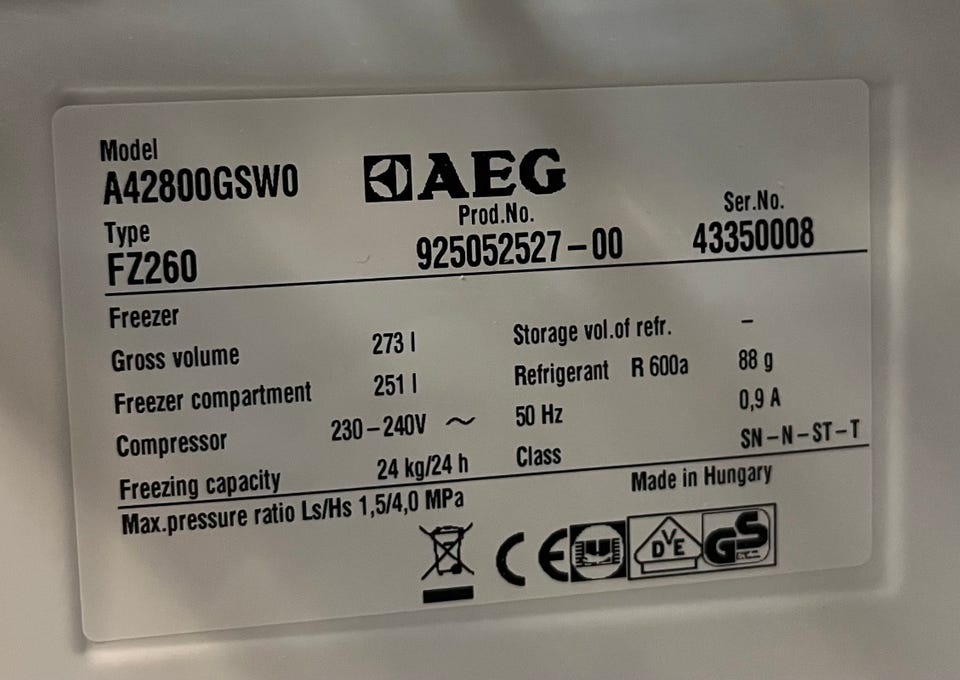 Model
A42800GSW0 AEG
Type Prod.No. Ser.No.
FZ260 925052527-00 43350008
Freezer
Gross volume 273 l Storage vol.of refr. –
Freezer compartment 251 l Refrigerant R 600a 88 g
Compressor 230-240V ~ 50 Hz 0,9 A
Freezing capacity 24 kg/24 h Class SN-N-ST-T
Max.pressure ratio Ls/Hs 1,5/4,0 MPa Made in Hungary
CE DVE GS